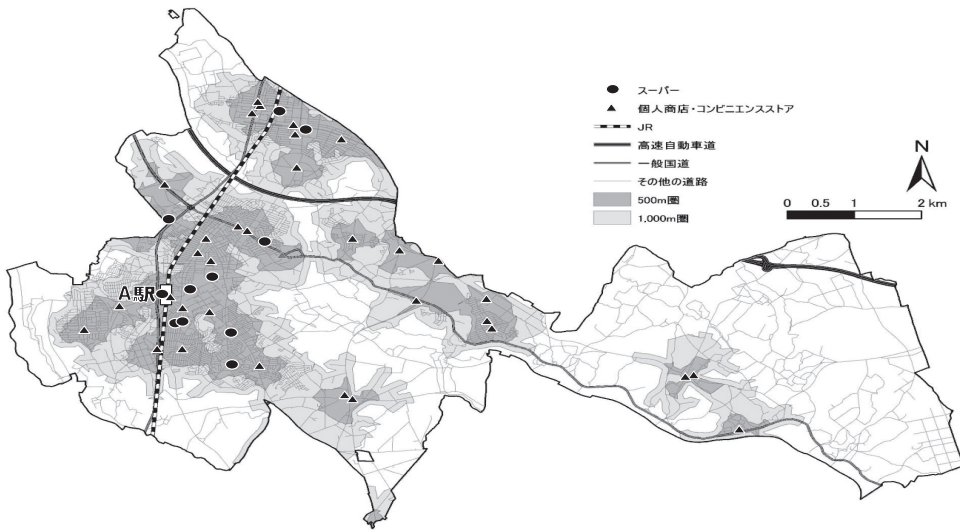 スーパー
個人商店・コンビニエンスストア
JR
高速自動車道
一般国道
その他の道路
500m圏
1,000m圏
N
0 0.5 1 2 km
A駅